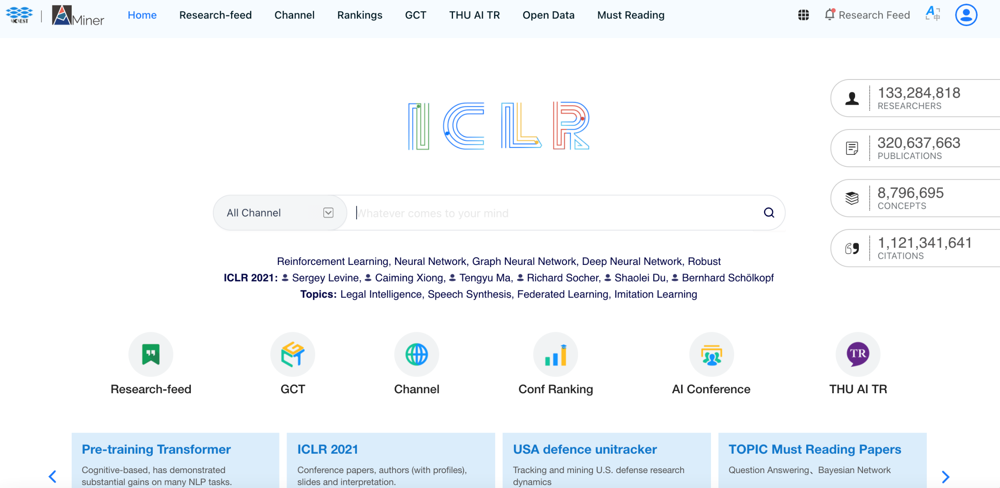 KEST
AMiner
Home
Research-feed
Channel
Rankings
GCT
THU AI TR
Open Data
Must Reading
Research Feed
A中
ICLR
133,284,818
RESEARCHERS
320,637,663
PUBLICATIONS
8,796,695
CONCEPTS
1,121,341,641
CITATIONS
All Channel
Whatever comes to your mind
Reinforcement Learning, Neural Network, Graph Neural Network, Deep Neural Network, Robust
ICLR 2021: Sergey Levine, Caiming Xiong, Tengyu Ma, Richard Socher, Shaolei Du, Bernhard Schölkopf
Topics: Legal Intelligence, Speech Synthesis, Federated Learning, Imitation Learning
GCT
TR
Research-feed
GCT
Channel
Conf Ranking
AI Conference
THU AI TR
Pre-training Transformer
Cognitive-based, has demonstrated
substantial gains on many NLP tasks.
ICLR 2021
Conference papers, authors (with profiles),
slides and interpretation.
USA defence unitracker
Tracking and mining U.S. defense research
dynamics
TOPIC Must Reading Papers
Question Answering、Bayesian Network